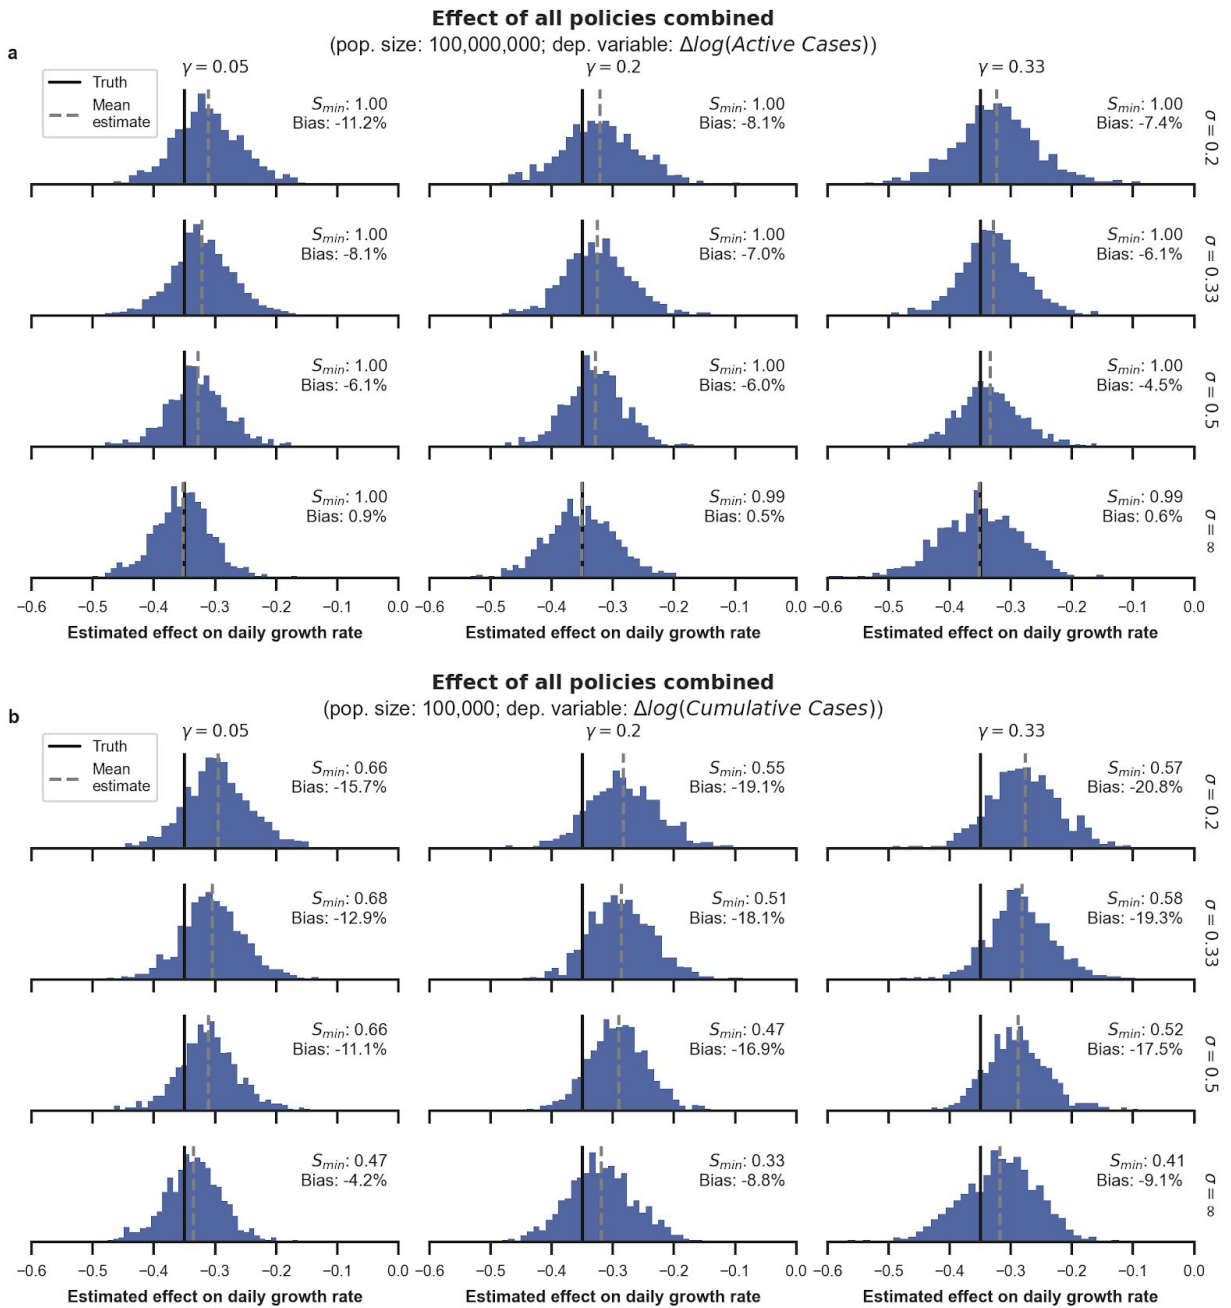 Effect of all policies combined
(pop. size: 100,000,000; dep. variable: Δlog(Active Cases))
a
γ = 0.05
γ = 0.2
γ = 0.33
Truth
Mean
estimate
S_min: 1.00
Bias: -11.2%
S_min: 1.00
Bias: -8.1%
S_min: 1.00
Bias: -7.4%
σ = 0.2
S_min: 1.00
Bias: -8.1%
S_min: 1.00
Bias: -7.0%
S_min: 1.00
Bias: -6.1%
σ = 0.33
S_min: 1.00
Bias: -6.1%
S_min: 1.00
Bias: -6.0%
S_min: 1.00
Bias: -4.5%
σ = 0.5
S_min: 1.00
Bias: 0.9%
S_min: 0.99
Bias: 0.5%
S_min: 0.99
Bias: 0.6%
σ = ∞
−0.6 −0.5 −0.4 −0.3 −0.2 −0.1 0.0 −0.6 −0.5 −0.4 −0.3 −0.2 −0.1 0.0 −0.6 −0.5 −0.4 −0.3 −0.2 −0.1 0.0
Estimated effect on daily growth rate Estimated effect on daily growth rate Estimated effect on daily growth rate
Effect of all policies combined
(pop. size: 100,000; dep. variable: Δlog(Cumulative Cases))
b
γ = 0.05
γ = 0.2
γ = 0.33
Truth
Mean
estimate
S_min: 0.66
Bias: -15.7%
S_min: 0.55
Bias: -19.1%
S_min: 0.57
Bias: -20.8%
σ = 0.2
S_min: 0.68
Bias: -12.9%
S_min: 0.51
Bias: -18.1%
S_min: 0.58
Bias: -19.3%
σ = 0.33
S_min: 0.66
Bias: -11.1%
S_min: 0.47
Bias: -16.9%
S_min: 0.52
Bias: -17.5%
σ = 0.5
S_min: 0.47
Bias: -4.2%
S_min: 0.33
Bias: -8.8%
S_min: 0.41
Bias: -9.1%
σ = ∞
−0.6 −0.5 −0.4 −0.3 −0.2 −0.1 0.0 −0.6 −0.5 −0.4 −0.3 −0.2 −0.1 0.0 −0.6 −0.5 −0.4 −0.3 −0.2 −0.1 0.0
Estimated effect on daily growth rate Estimated effect on daily growth rate Estimated effect on daily growth rate